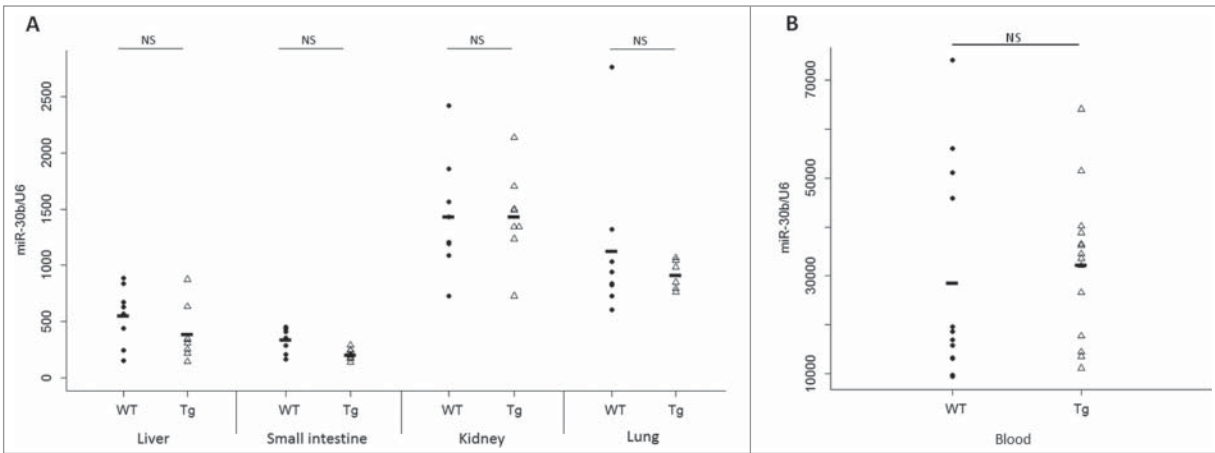 A
NS
NS
NS
NS
miR-30b/U6
2500
2000
1500
1000
500
0
WT
Tg
WT
Tg
WT
Tg
WT
Tg
Liver
Small intestine
Kidney
Lung
B
NS
miR-30b/U6
70000
50000
30000
10000
WT
Tg
Blood